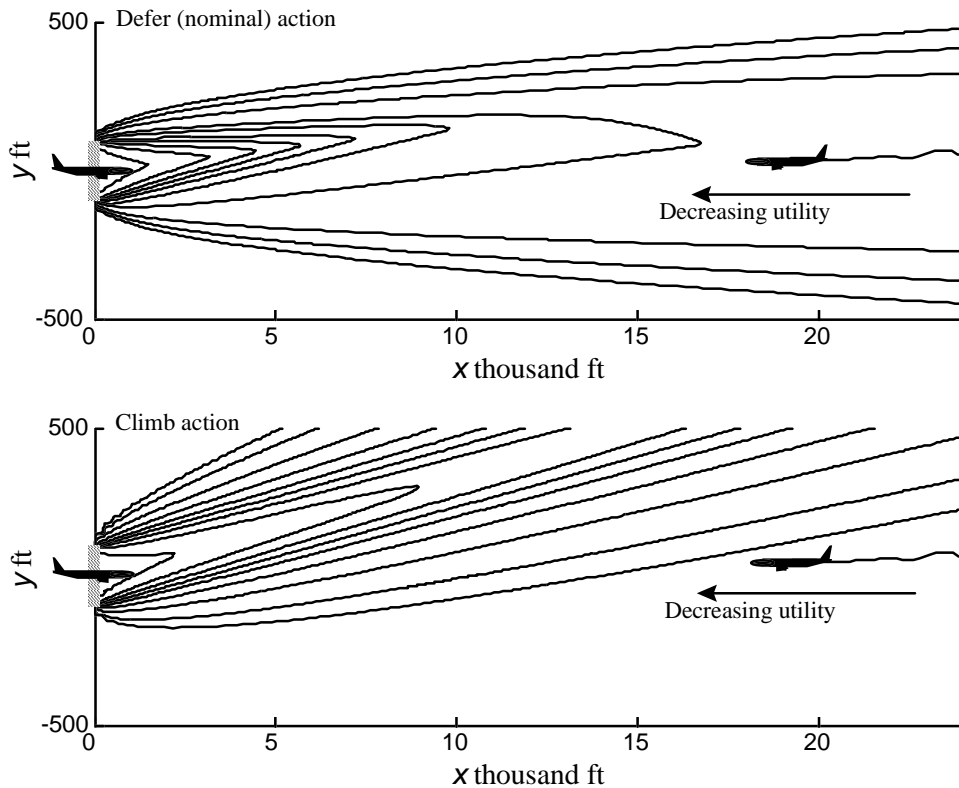 500
Defer (nominal) action
y ft
Decreasing utility
-500
0
5
10
15
20
x thousand ft
500
Climb action
y ft
Decreasing utility
-500
0
5
10
15
20
x thousand ft